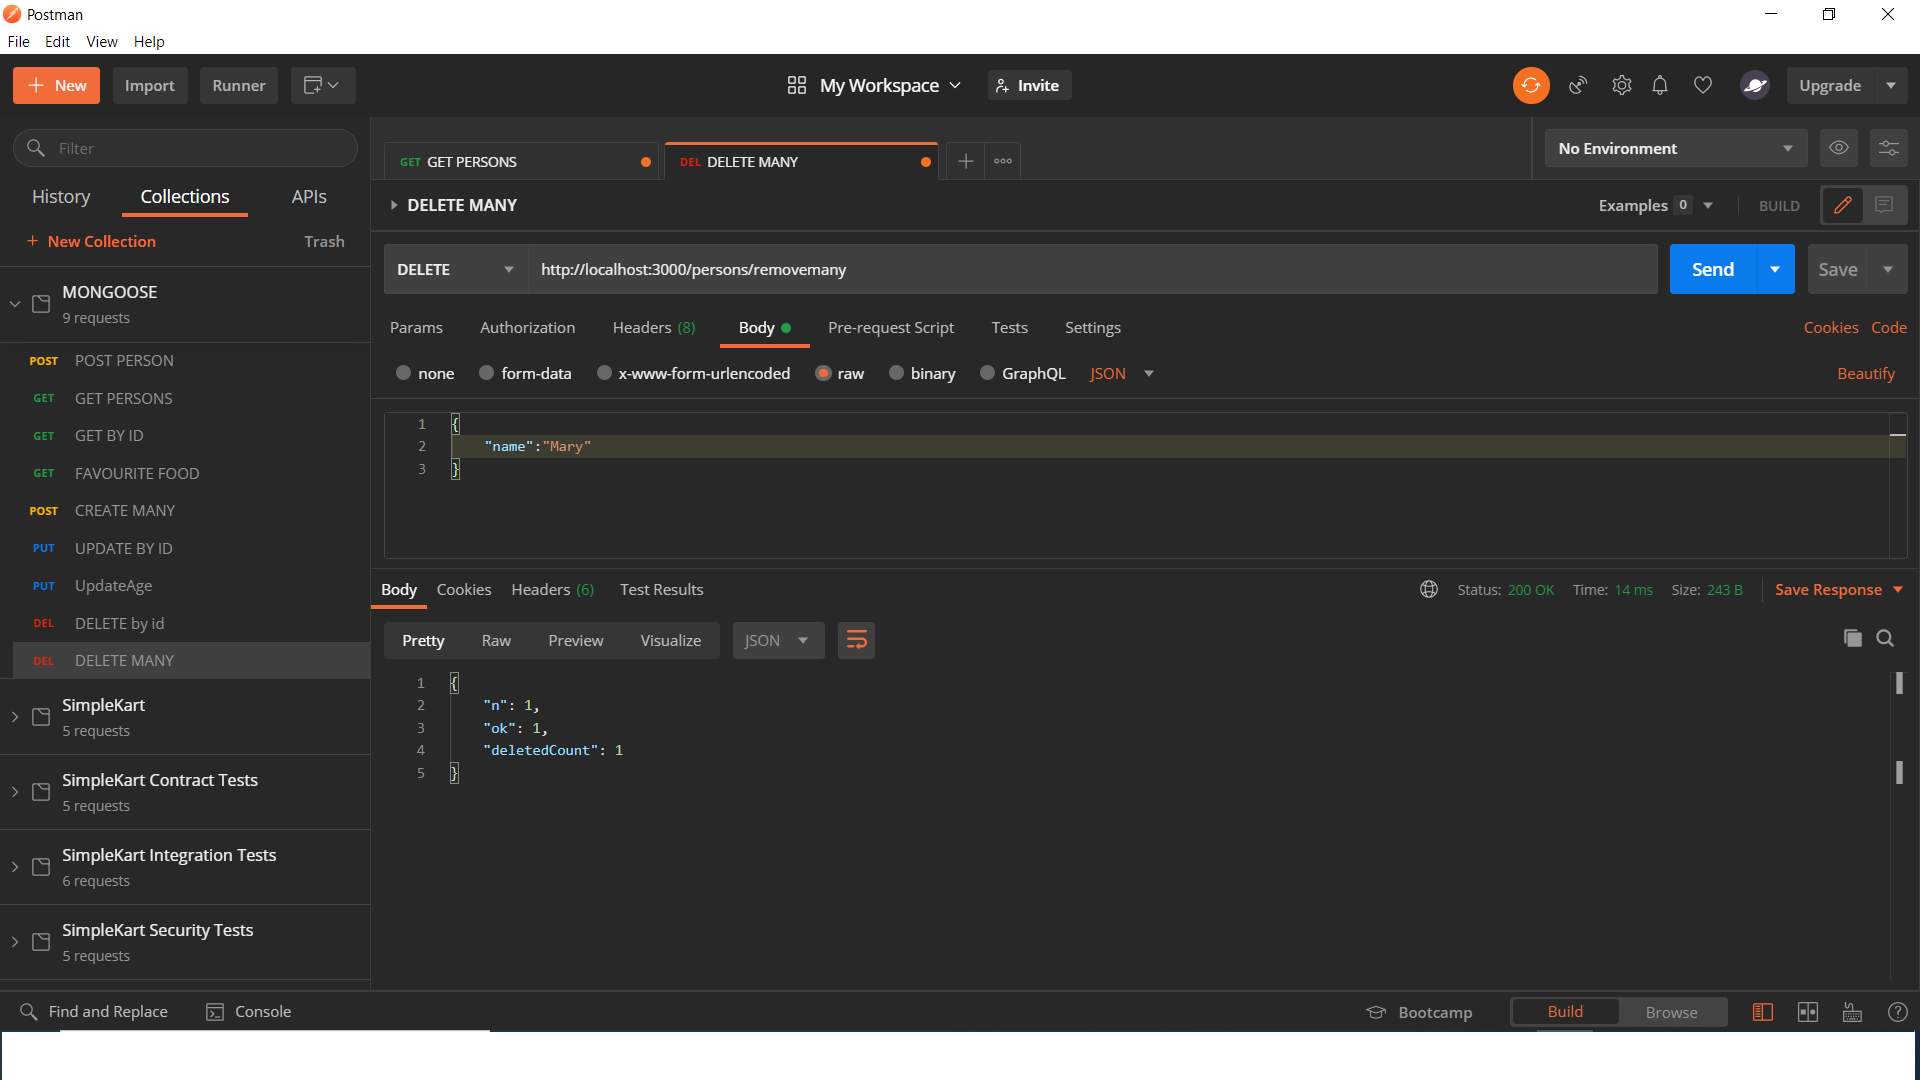 Postman
File Edit View Help
+ New Import Runner My Workspace Invite Upgrade
Filter
History Collections APIs
+ New Collection Trash
MONGOOSE
9 requests
POST POST PERSON
GET GET PERSONS
GET GET BY ID
GET FAVOURITE FOOD
POST CREATE MANY
PUT UPDATE BY ID
PUT UpdateAge
DEL DELETE by id
DEL DELETE MANY
SimpleKart
5 requests
SimpleKart Contract Tests
5 requests
SimpleKart Integration Tests
6 requests
SimpleKart Security Tests
5 requests
GET GET PERSONS DEL DELETE MANY No Environment
DELETE MANY Examples 0 BUILD
DELETE http://localhost:3000/persons/removemany Send Save
Params Authorization Headers (8) Body Pre-request Script Tests Settings Cookies Code
none form-data x-www-form-urlencoded raw binary GraphQL JSON Beautify
1 {
2 "name":"Mary"
3 }
Body Cookies Headers (6) Test Results Status: 200 OK Time: 14 ms Size: 243 B Save Response
Pretty Raw Preview Visualize JSON
1 {
2 "n": 1,
3 "ok": 1,
4 "deletedCount": 1
5 }
Find and Replace Console Bootcamp Build Browse